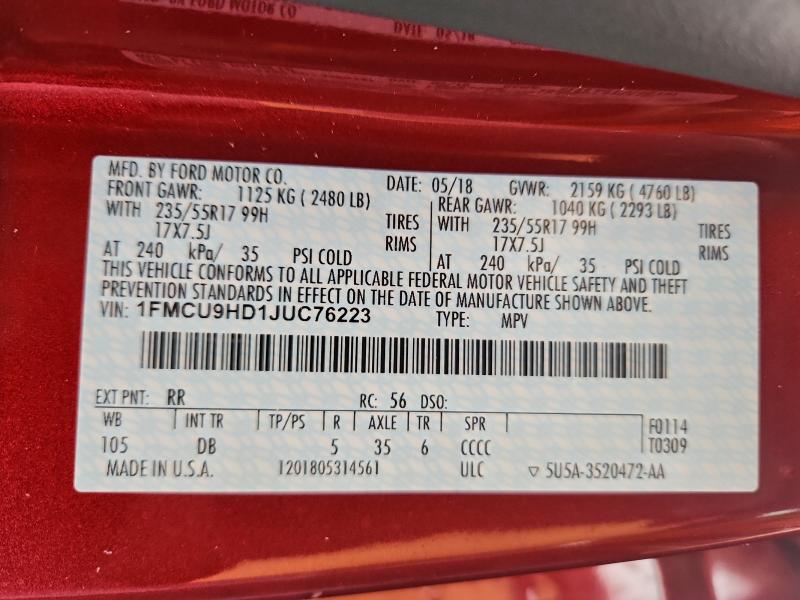 MFD. BY FORD MOTOR CO. DATE: 05/18 GVWR: 2159 KG ( 4760 LB)
FRONT GAWR: 1125 KG ( 2480 LB) REAR GAWR: 1040 KG ( 2293 LB)
WITH 235/55R17 99H TIRES WITH 235/55R17 99H TIRES
17X7.5J RIMS 17X7.5J RIMS
AT 240 kPa/ 35 PSI COLD AT 240 kPa/ 35 PSI COLD
THIS VEHICLE CONFORMS TO ALL APPLICABLE FEDERAL MOTOR VEHICLE SAFETY AND THEFT
PREVENTION STANDARDS IN EFFECT ON THE DATE OF MANUFACTURE SHOWN ABOVE.
VIN: 1FMCU9HD1JUC76223 TYPE: MPV
EXT PNT: RR RC: 56 DSO:
WB INT TR TP/PS R AXLE TR SPR F0114
105 DB 5 35 6 CCCC T0309
MADE IN U.S.A. 1201805314561 ULC ▽ 5U5A-3520472-AA